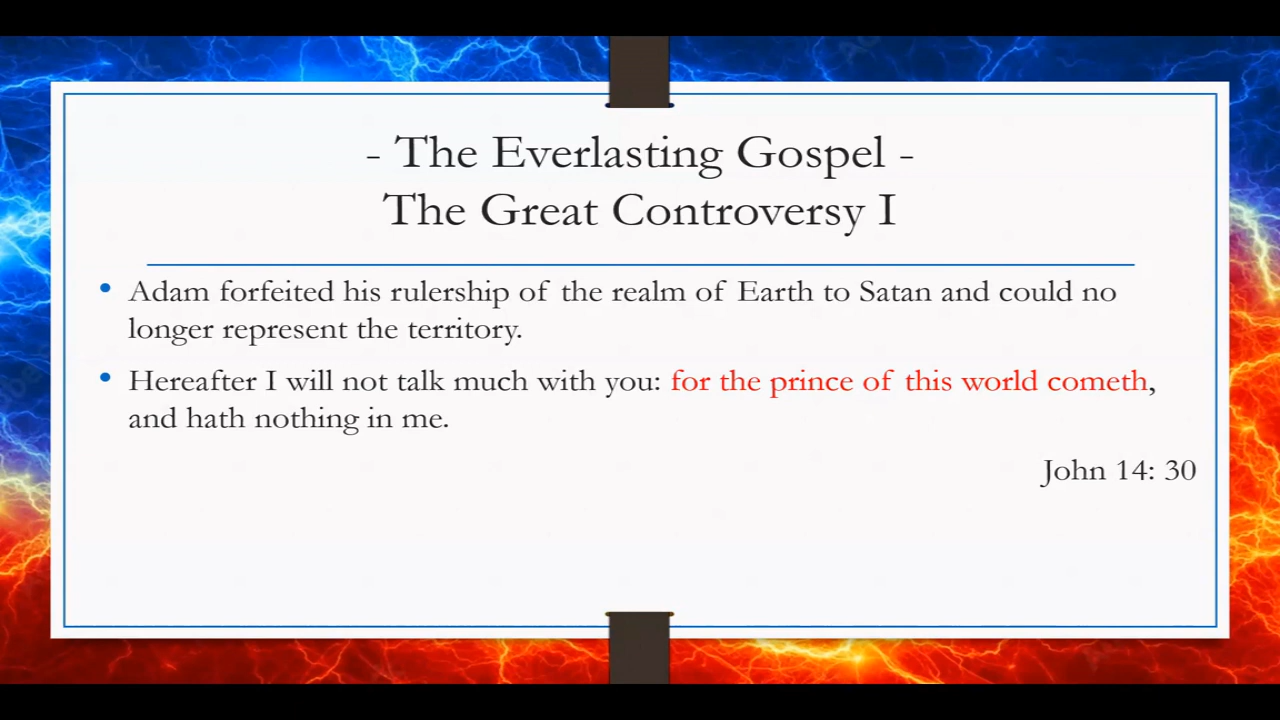 - The Everlasting Gospel -
The Great Controversy I
• Adam forfeited his rulership of the realm of Earth to Satan and could no
longer represent the territory.
• Hereafter I will not talk much with you: for the prince of this world cometh,
and hath nothing in me.
John 14: 30